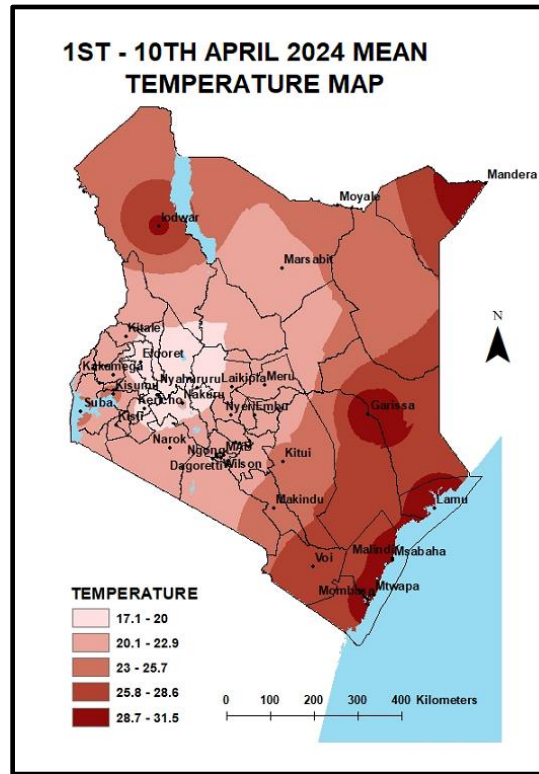 1ST - 10TH APRIL 2024 MEAN
TEMPERATURE MAP
Mandera
Moyale
lodwar
Marsabit
N
Kitale
Eldoret
Kakamega
Nyahururu
Laikipia
Meru
Kisumu
Suba
Kericho
Nakuru
Nyeri
Embu
Garissa
Kisii
Narok
Ngong
MAB
Kitui
Dagoretti
Wilson
Makindu
Lamu
Malindi
Msabaha
Voi
Mombasa
Mtwapa
TEMPERATURE
17.1 - 20
20.1 - 22.9
23 - 25.7
25.8 - 28.6
28.7 - 31.5
0 100 200 300 400 Kilometers